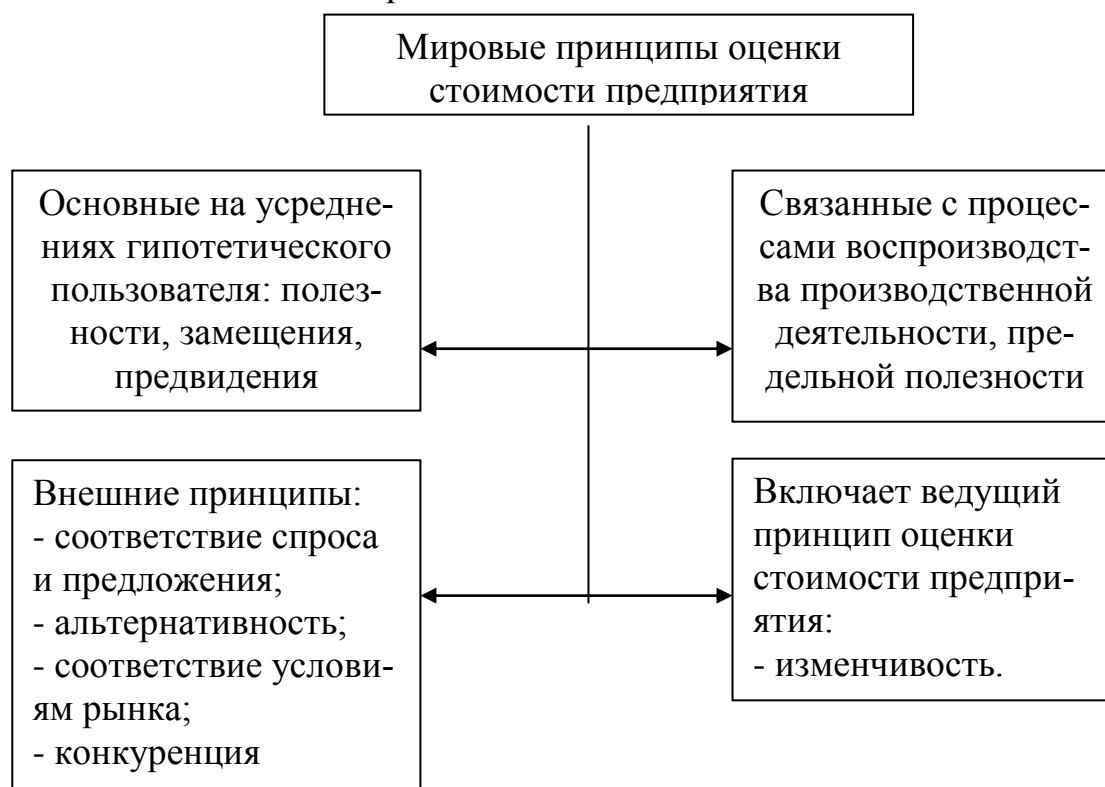 Мировые принципы оценки
стоимости предприятия
Основные на усредне-
ниях гипотетического
пользователя: полез-
ности, замещения,
предвидения
Связанные с процес-
сами воспроизводст-
ва производственной
деятельности, пре-
дельной полезности
Внешние принципы:
- соответствие спроса
и предложения;
- альтернативность;
- соответствие услови-
ям рынка;
- конкуренция
Включает ведущий
принцип оценки
стоимости предпри-
ятия:
- изменчивость.